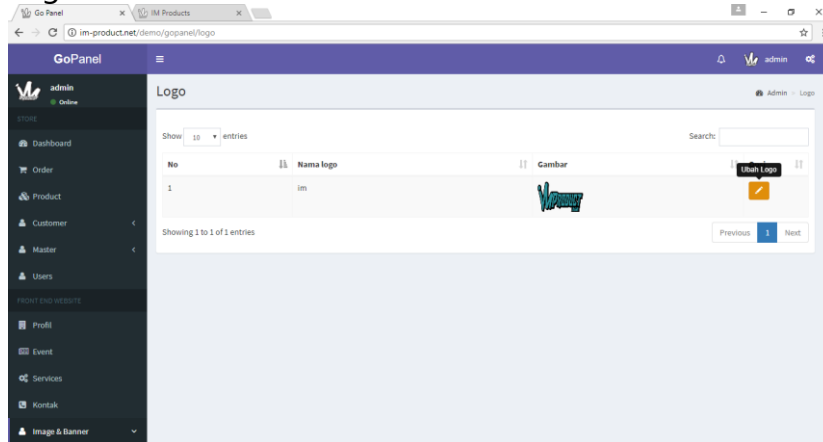 Go Panel
IM Products
im-product.net/demo/gopanel/logo
GoPanel
admin
admin
Online
Logo
Admin > Logo
STORE
Dashboard
Order
Product
Customer
Master
Users
FRONT END WEBSITE
Profil
Event
Services
Kontak
Image & Banner
Show 10 entries
Search:
No Nama logo Gambar
Ubah Logo
1 im
IMPRODUCT
Showing 1 to 1 of 1 entries
Previous 1 Next